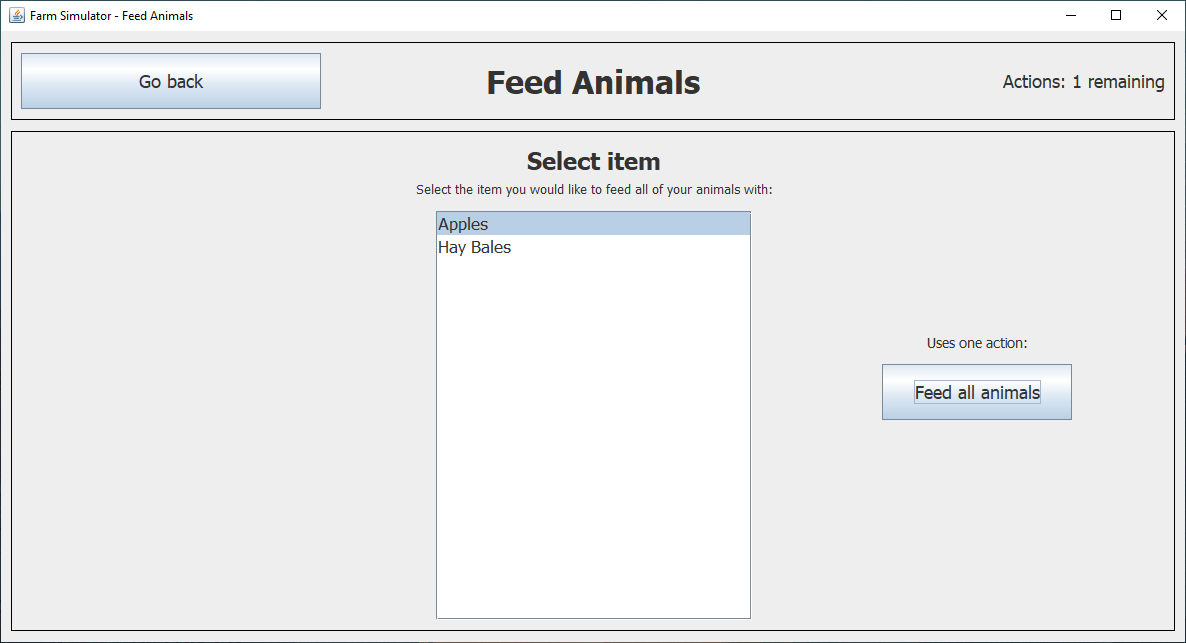 Farm Simulator - Feed Animals
Go back
Feed Animals
Actions: 1 remaining
Select item
Select the item you would like to feed all of your animals with:
Apples
Hay Bales
Uses one action:
Feed all animals